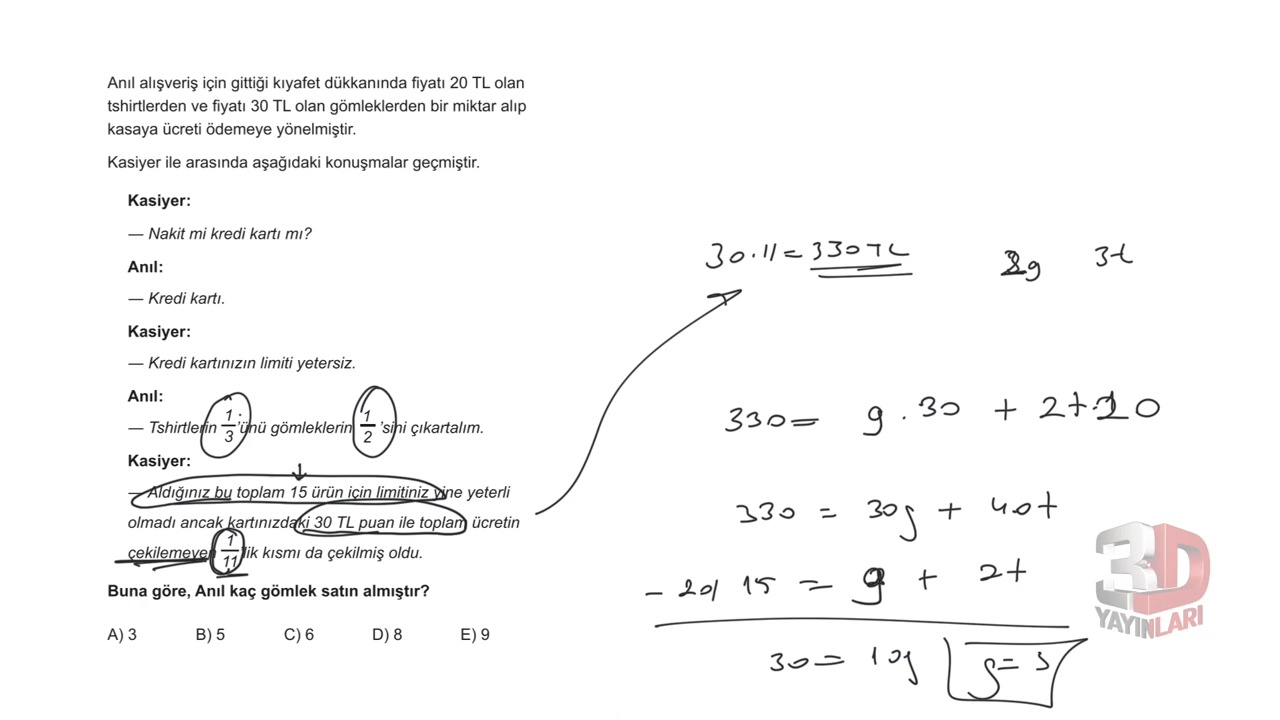 Anıl alışveriş için gittiği kıyafet dükkanında fiyatı 20 TL olan
tshirtlerden ve fiyatı 30 TL olan gömleklerden bir miktar alıp
kasaya ücreti ödemeye yönelmiştir.
Kasiyer ile arasında aşağıdaki konuşmalar geçmiştir.
Kasiyer:
— Nakit mi kredi kartı mı?
Anıl:
— Kredi kartı.
Kasiyer:
— Kredi kartınızın limiti yetersiz.
Anıl:
— Tshirtlerin 1/3 'ünü gömleklerin 1/2 'sini çıkartalım.
Kasiyer:
— Aldığınız bu toplam 15 ürün için limitiniz yine yeterli
olmadı ancak kartınızdaki 30 TL puan ile toplam ücretin
çekilemeyen 1/11 'lik kısmı da çekilmiş oldu.
Buna göre, Anıl kaç gömlek satın almıştır?
A) 3 B) 5 C) 6 D) 8 E) 9
30.11 = 330 TL 2g 3t
330 = g.30 + 2t.20
330 = 30g + 40t
-20/ 15 = g + 2t
30 = 10g g = 3
3D
YAYINLARI